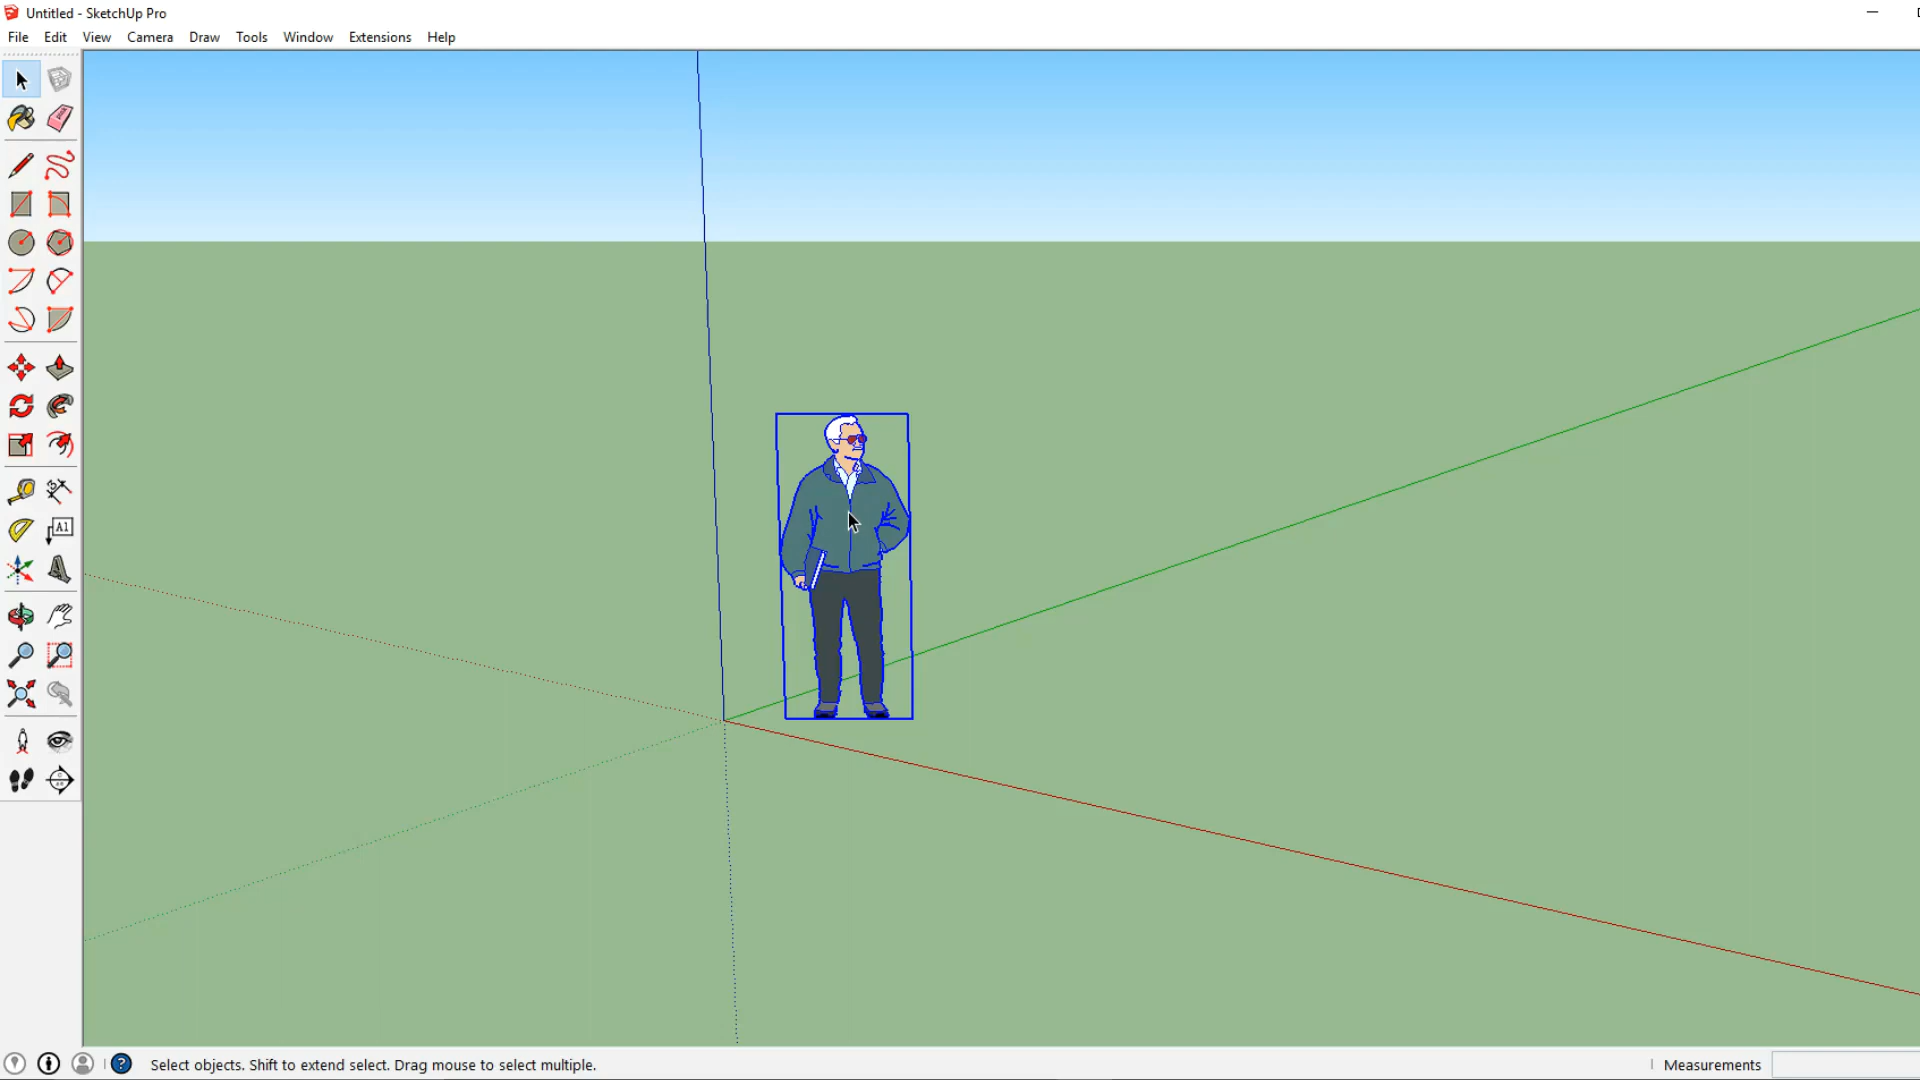 Untitled - SketchUp Pro
File Edit View Camera Draw Tools Window Extensions Help
A1
Select objects. Shift to extend select. Drag mouse to select multiple.
Measurements